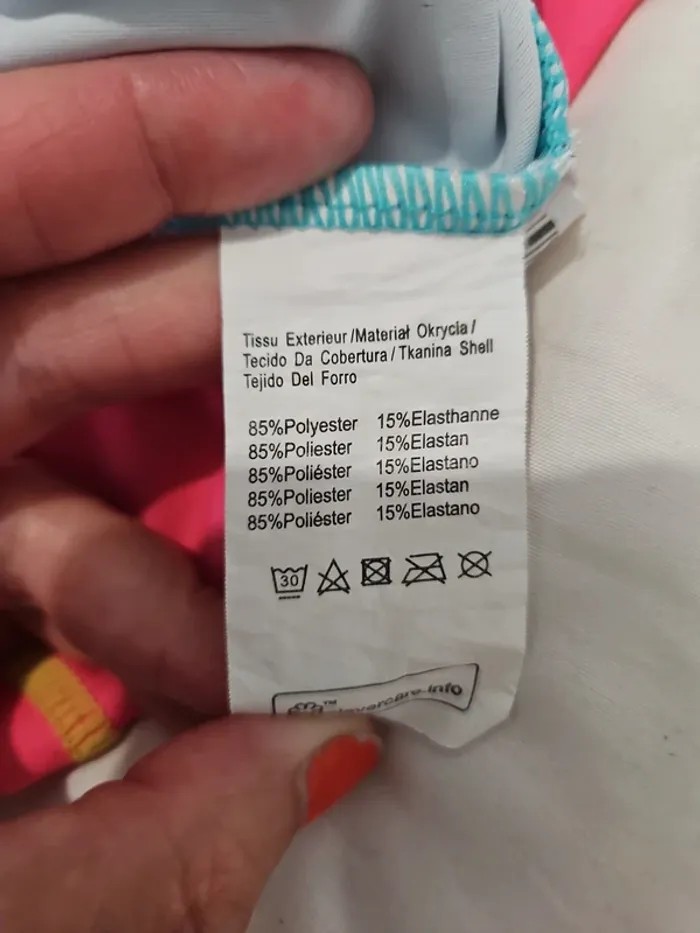 Tissu Exterieur/Materiał Okrycia/
Tecido Da Cobertura/Tkanina Shell
Tejido Del Forro
85%Polyester 15%Elasthanne
85%Poliester 15%Elastan
85%Poliéster 15%Elastano
85%Poliester 15%Elastan
85%Poliéster 15%Elastano
30
TM